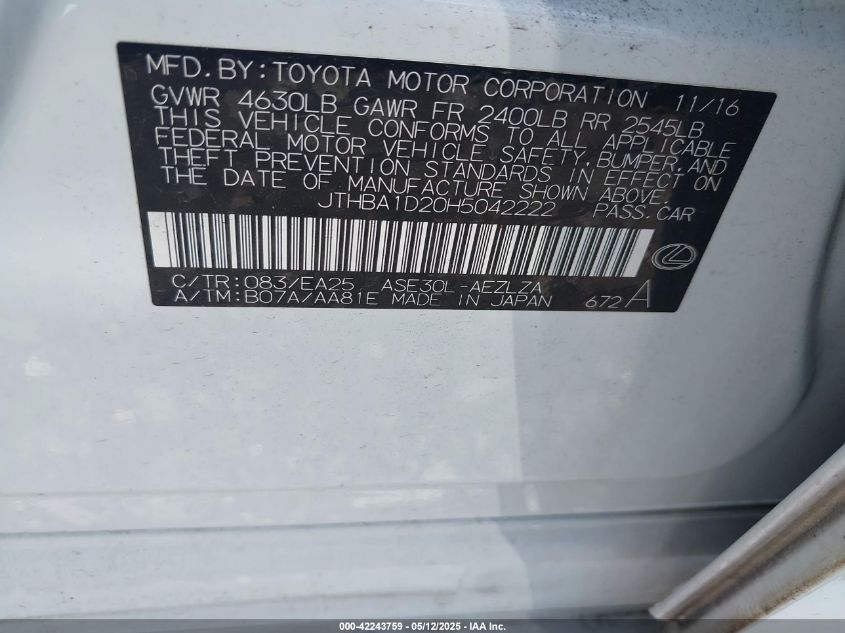 MFD. BY: TOYOTA MOTOR CORPORATION 11/16
GVWR 4630LB GAWR FR 2400LB RR 2545LB
THIS VEHICLE CONFORMS TO ALL APPLICABLE
FEDERAL MOTOR VEHICLE SAFETY, BUMPER, AND
THEFT PREVENTION STANDARDS IN EFFECT ON
THE DATE OF MANUFACTURE SHOWN ABOVE.
JTHBA1D20H5042222 PASS. CAR
C/TR: 083/EA25 ASE30L-AEZLZA
A/TM: B07A/AA81E MADE IN JAPAN 672 A
000-42243759 - 05/12/2025 - IAA Inc.